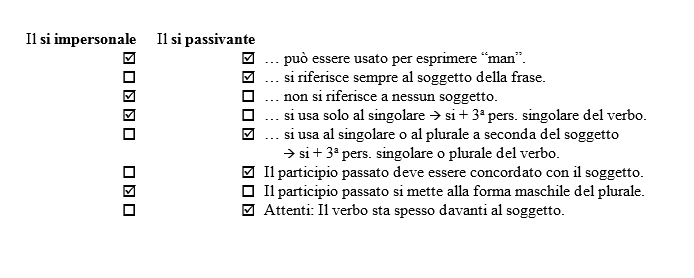 Il si impersonale Il si passivante
☑ ☑ … può essere usato per esprimere “man”.
☐ ☑ … si riferisce sempre al soggetto della frase.
☑ ☐ … non si riferisce a nessun soggetto.
☑ ☐ … si usa solo al singolare → si + 3ª pers. singolare del verbo.
☐ ☑ … si usa al singolare o al plurale a seconda del soggetto
→ si + 3ª pers. singolare o plurale del verbo.
☐ ☑ Il participio passato deve essere concordato con il soggetto.
☑ ☐ Il participio passato si mette alla forma maschile del plurale.
☐ ☑ Attenti: Il verbo sta spesso davanti al soggetto.